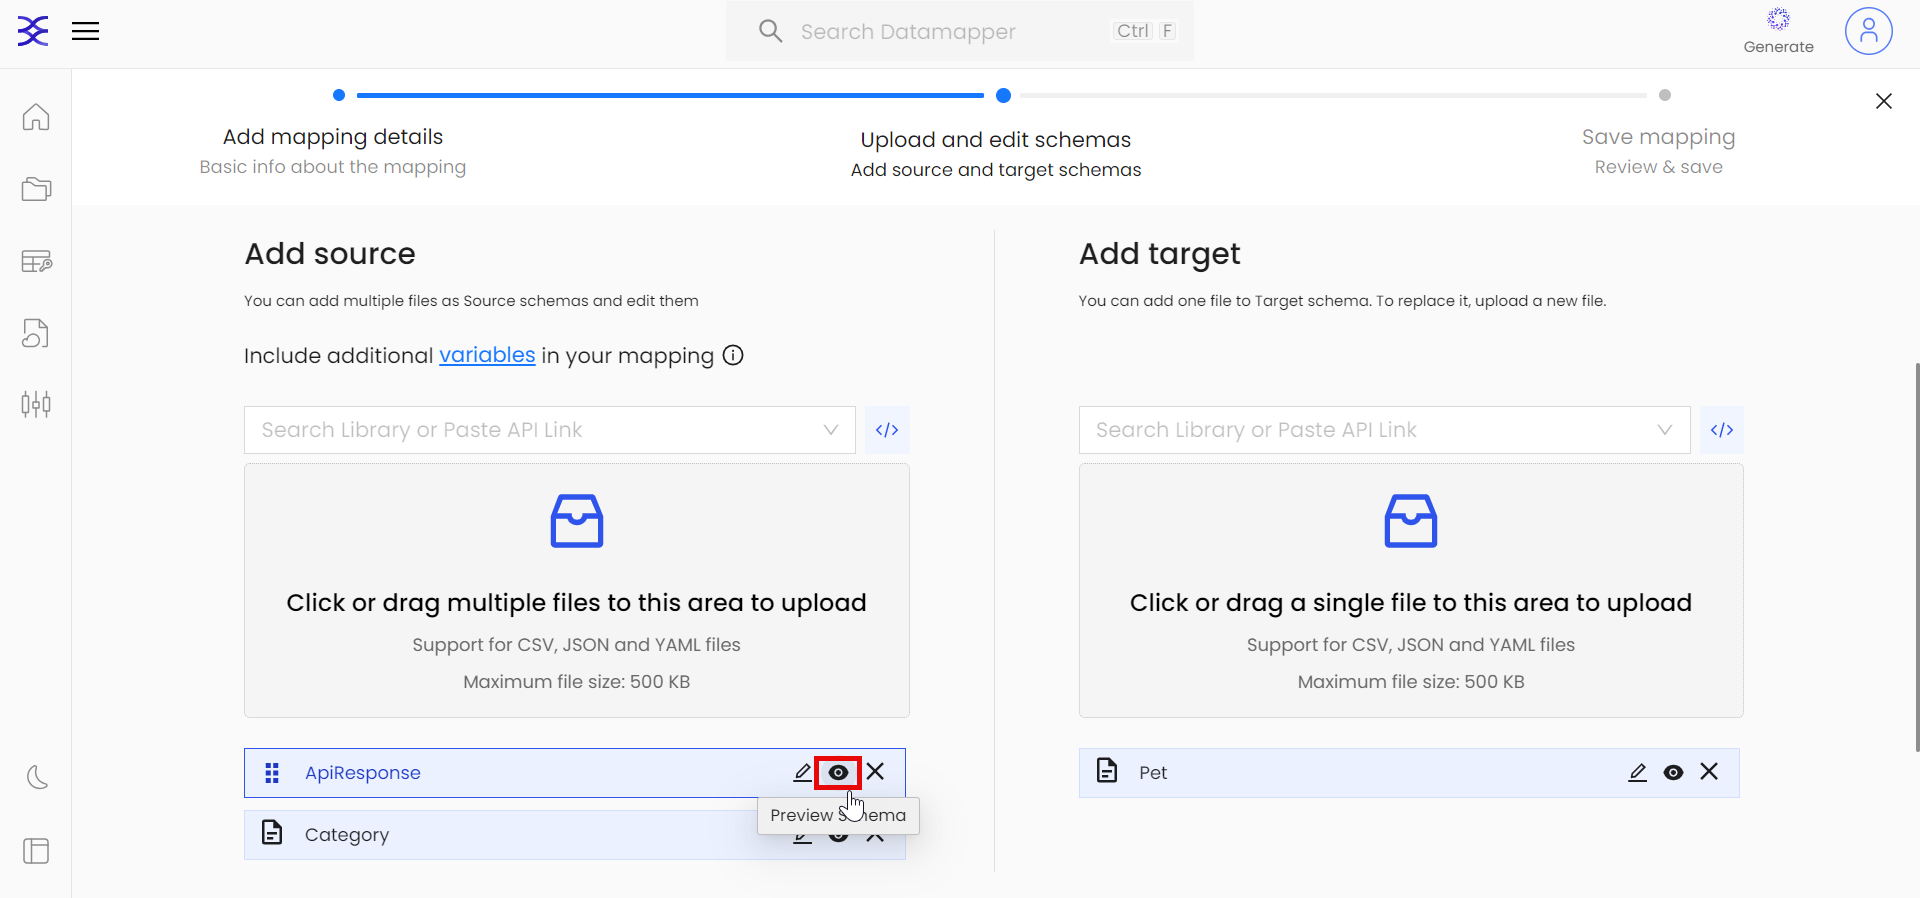 Search Datamapper
Ctrl F
Generate
Add mapping details
Basic info about the mapping
Upload and edit schemas
Add source and target schemas
Save mapping
Review & save
Add source
You can add multiple files as Source schemas and edit them
Include additional variables in your mapping
Search Library or Paste API Link
</>
Click or drag multiple files to this area to upload
Support for CSV, JSON and YAML files
Maximum file size: 500 KB
ApiResponse
Preview Schema
Category
Add target
You can add one file to Target schema. To replace it, upload a new file.
Search Library or Paste API Link
</>
Click or drag a single file to this area to upload
Support for CSV, JSON and YAML files
Maximum file size: 500 KB
Pet